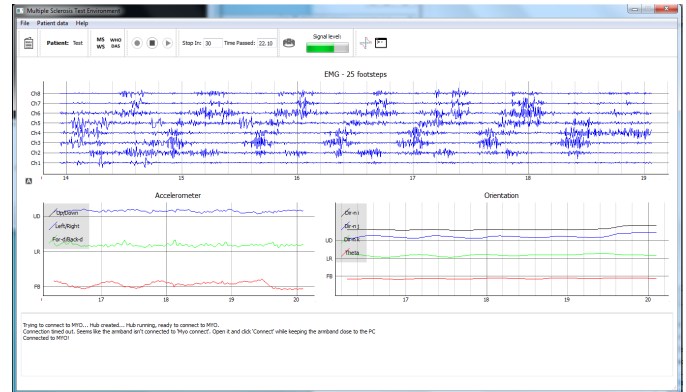 Multiple Sclerosis Test Environment
File Patient data Help
Patient: Test MS WS WHO DAS Stop In: 30 Time Passed: 22.10 Signal level:
EMG - 25 footsteps
Ch8
Ch7
Ch6
Ch5
Ch4
Ch3
Ch2
Ch1
14 15 16 17 18 19
A
Accelerometer
Up/Down
UD
Left/Right
For-d/Back-d
LR
FB
17 18 19 20
Orientation
Dir-n i
Dir-n j
UD
Dir-n k
LR
Theta
FB
17 18 19 20
Trying to connect to MYO... Hub created... Hub running, ready to connect to MYO.
Connection timed out. Seems like the armband isn't connected to 'Myo connect'. Open it and click 'Connect' while keeping the armband close to the PC
Connected to MYO!